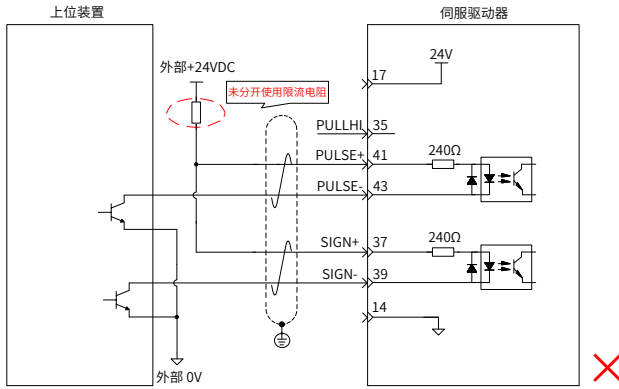 上位装置
伺服驱动器
24V
外部+24VDC
17
未分开使用限流电阻
PULLHI 35
PULSE+ 41
240Ω
PULSE- 43
SIGN+ 37
240Ω
SIGN- 39
14
外部 0V